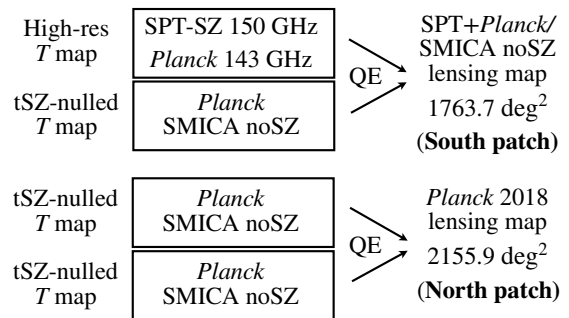 High-res
T map
SPT-SZ 150 GHz
Planck 143 GHz
tSZ-nulled
T map
Planck
SMICA noSZ
QE
SPT+Planck/
SMICA noSZ
lensing map
1763.7 deg²
(South patch)
tSZ-nulled
T map
Planck
SMICA noSZ
tSZ-nulled
T map
Planck
SMICA noSZ
QE
Planck 2018
lensing map
2155.9 deg²
(North patch)